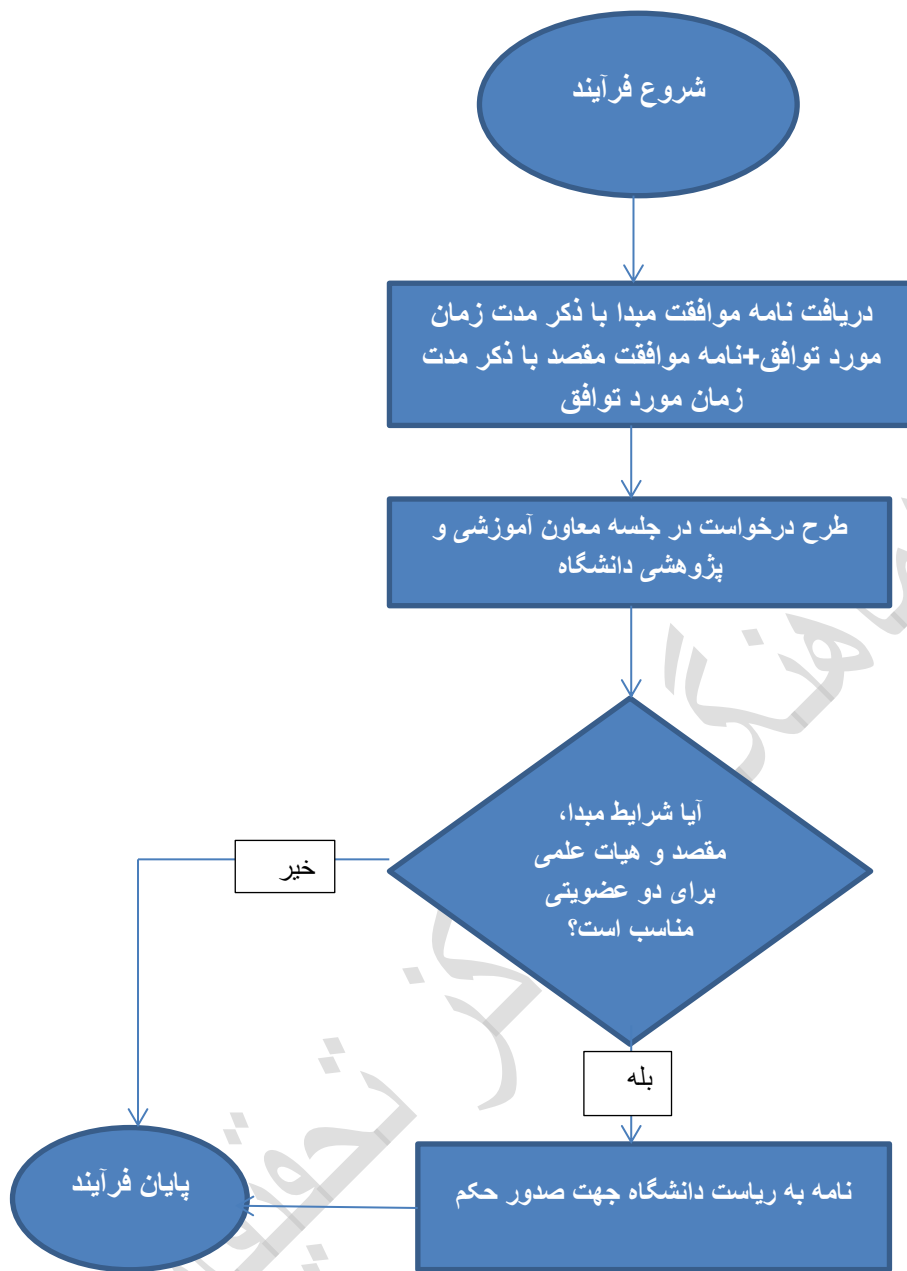 شروع فرآیند
دریافت نامه موافقت مبدا با ذکر مدت زمان
مورد توافق+نامه موافقت مقصد با ذکر مدت
زمان مورد توافق
طرح درخواست در جلسه معاون آموزشی و
پژوهشی دانشگاه
آیا شرایط مبدا،
مقصد و هیات علمی
برای دو عضویتی
مناسب است؟
خیر
بله
نامه به ریاست دانشگاه جهت صدور حکم
پایان فرآیند